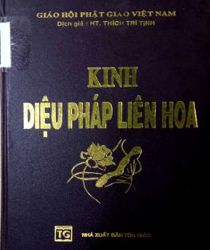 GIÁO HỘI PHẬT GIÁO VIỆT NAM
Dịch giả : HT. THÍCH TRÍ TỊNH
KINH
DIỆU PHÁP LIÊN HOA
TG
NHÀ XUẤT BẢN TÔN GIÁO